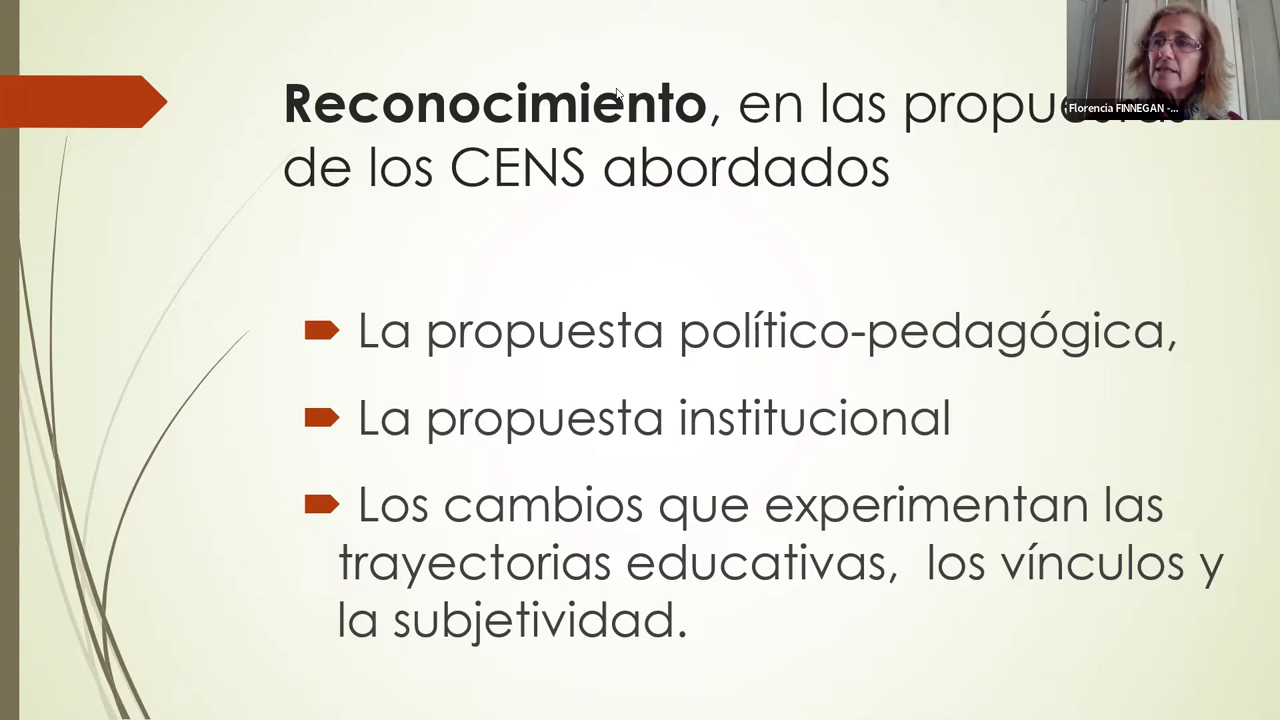 Florencia FINNEGAN -...
Reconocimiento, en las
de los CENS abordados
La propuesta político-pedagógica,
La propuesta institucional
Los cambios que experimentan las
trayectorias educativas, los vínculos y
la subjetividad.